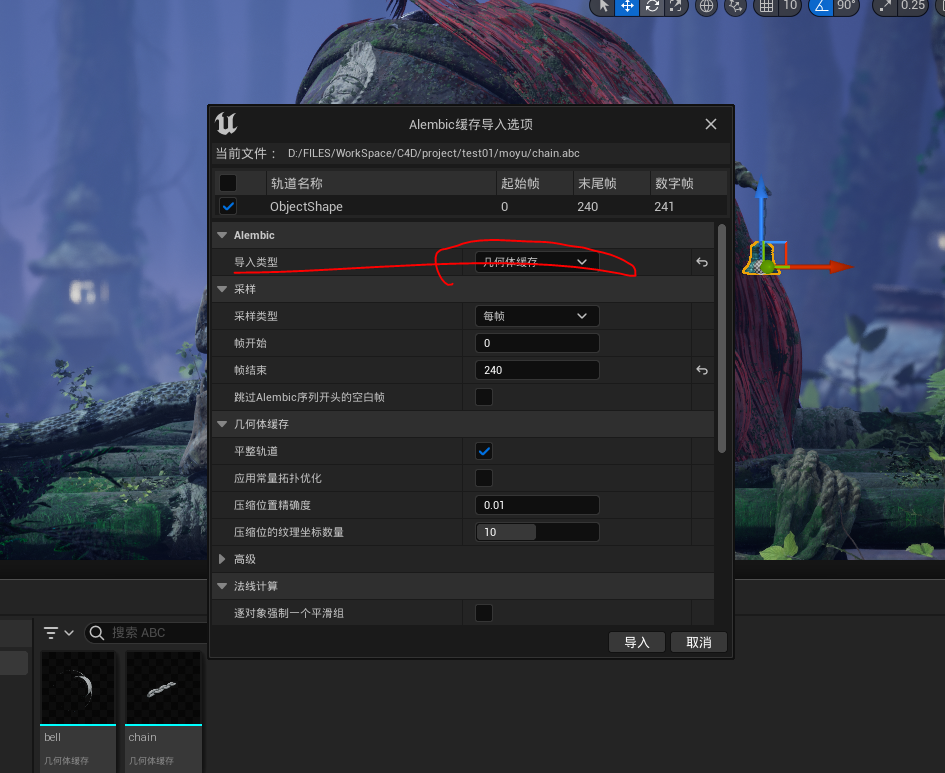 10 90° 0.25
Alembic缓存导入选项
当前文件： D:/FILES/WorkSpace/C4D/project/test01/moyu/chain.abc
轨道名称 起始帧 末尾帧 数字帧
ObjectShape 0 240 241
Alembic
导入类型 几何体缓存
采样
采样类型 每帧
帧开始 0
帧结束 240
跳过Alembic序列开头的空白帧
几何体缓存
平整轨道
应用常量拓扑优化
压缩位置精确度 0.01
压缩位的纹理坐标数量 10
高级
法线计算
逐对象强制一个平滑组
导入 取消
搜索 ABC
bell chain
几何体缓存 几何体缓存